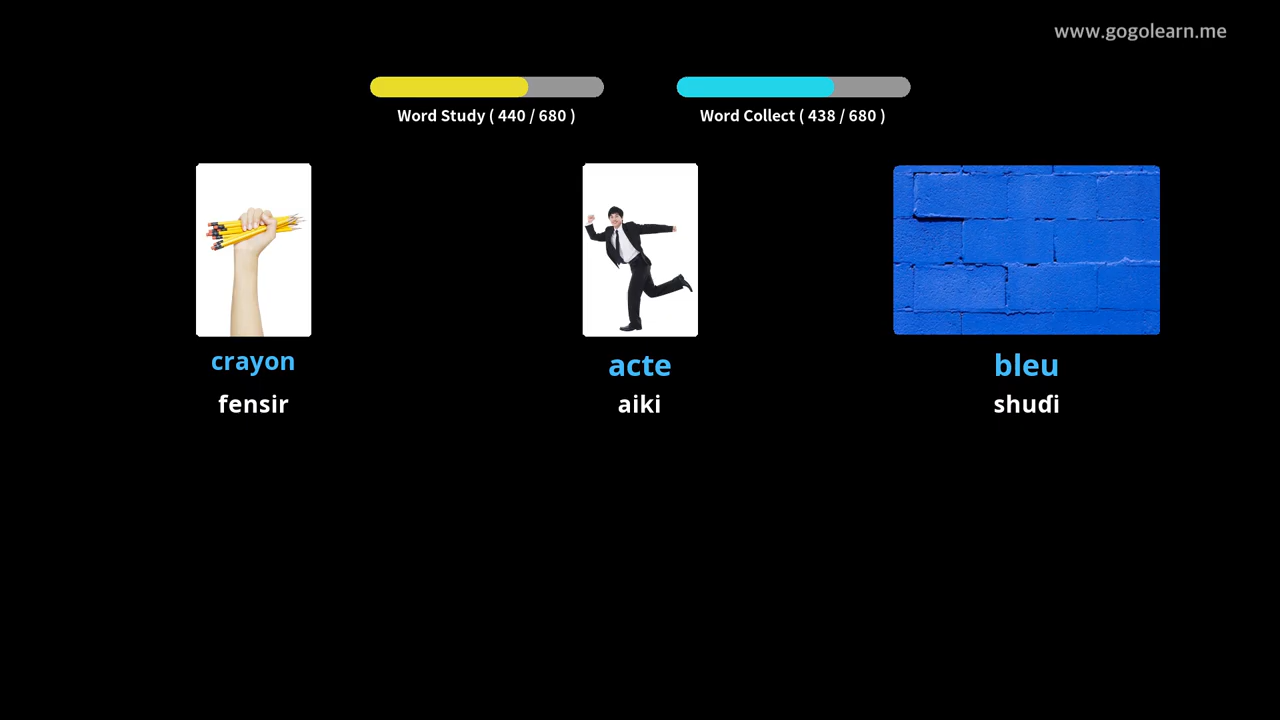 www.gogolearn.me
Word Study ( 440 / 680 )
Word Collect ( 438 / 680 )
crayon
acte
bleu
fensir
aiki
shuɗi